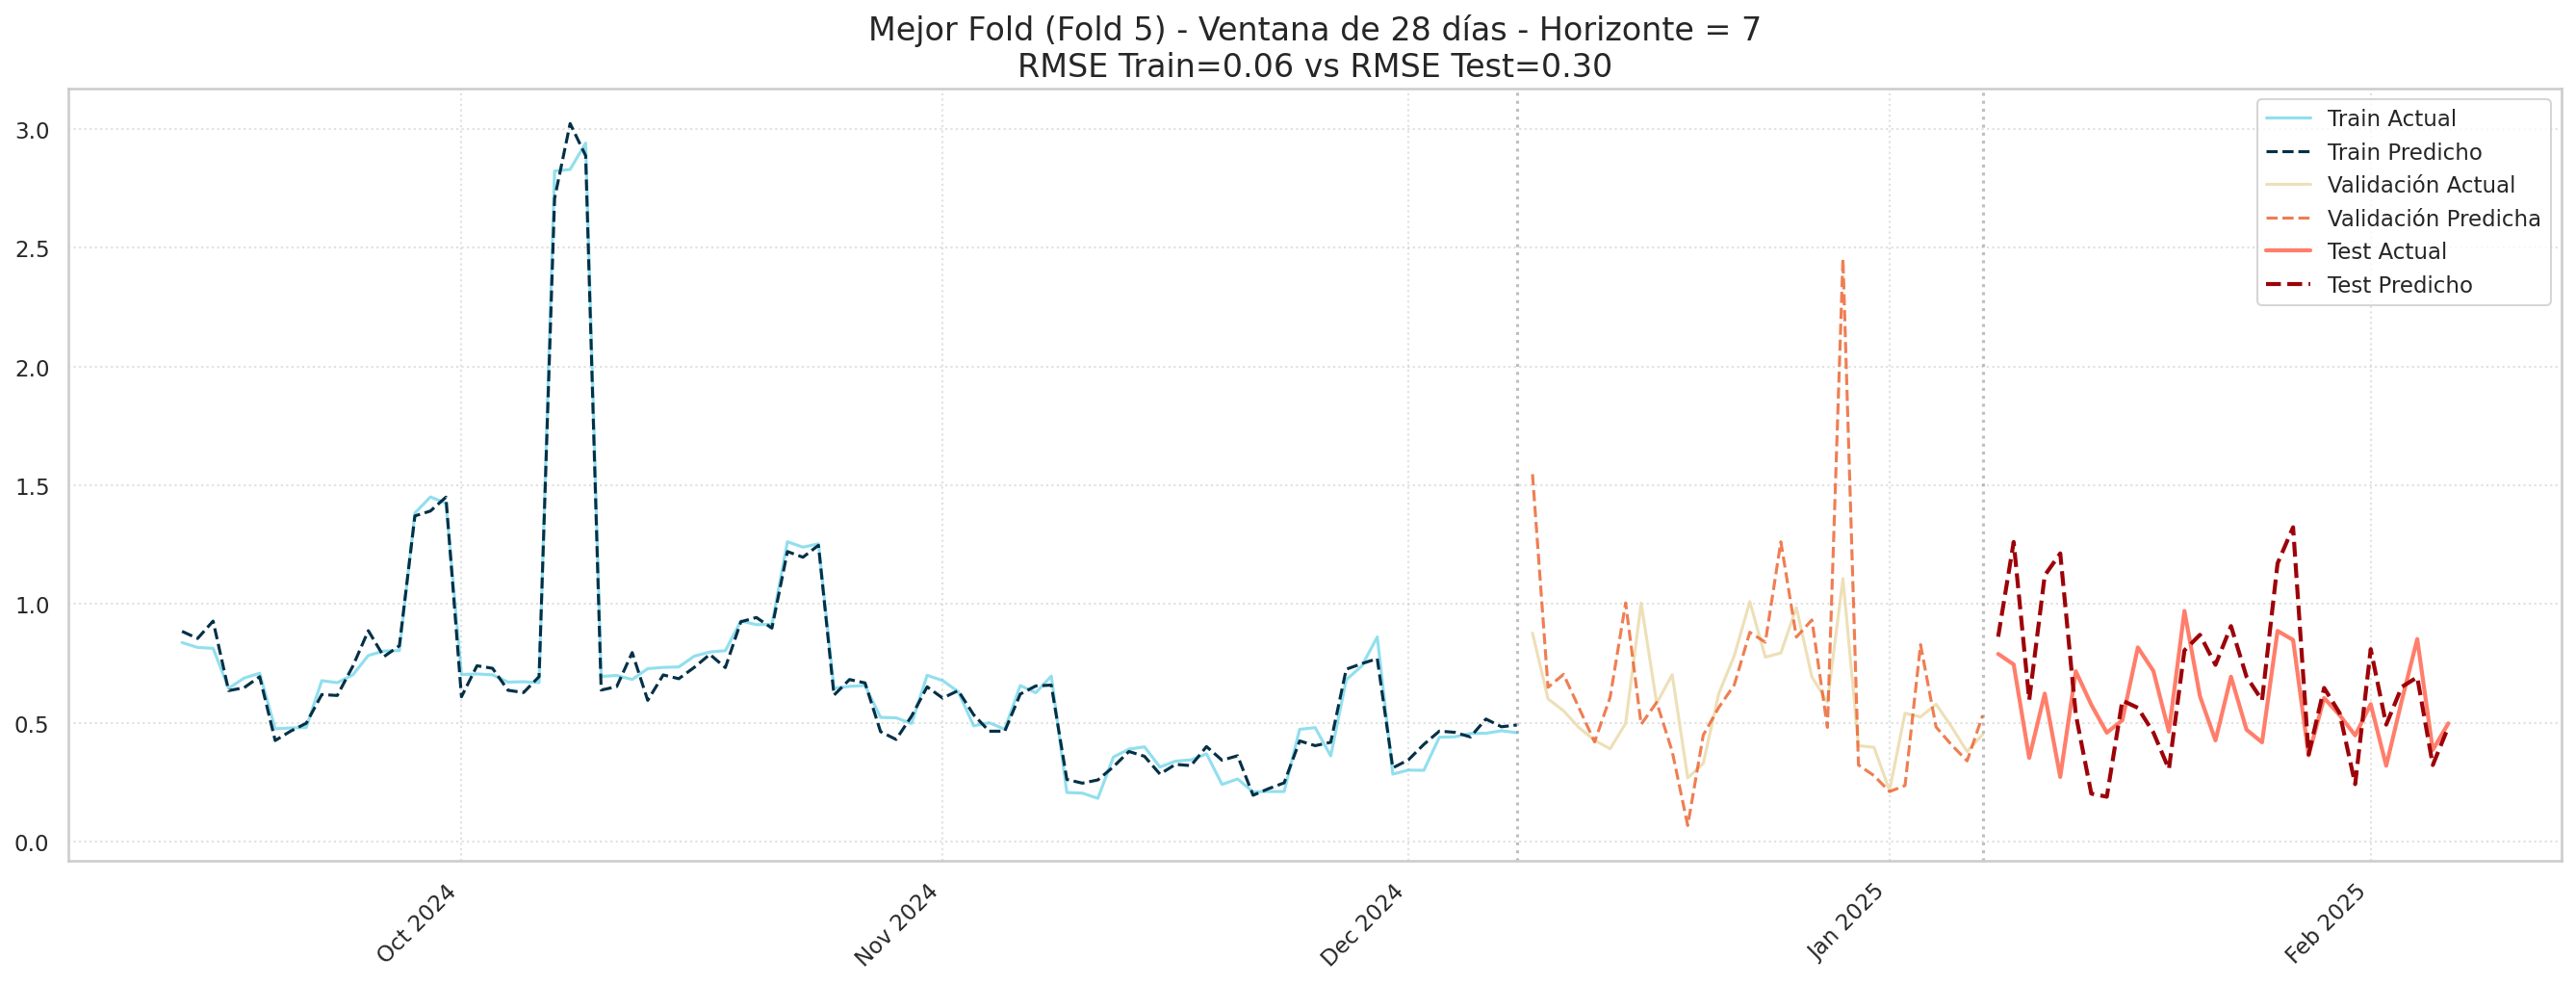 Mejor Fold (Fold 5) - Ventana de 28 días - Horizonte = 7
RMSE Train=0.06 vs RMSE Test=0.30
3.0
2.5
2.0
1.5
1.0
0.5
0.0
Train Actual
Train Predicho
Validación Actual
Validación Predicha
Test Actual
Test Predicho
Oct 2024
Nov 2024
Dec 2024
Jan 2025
Feb 2025